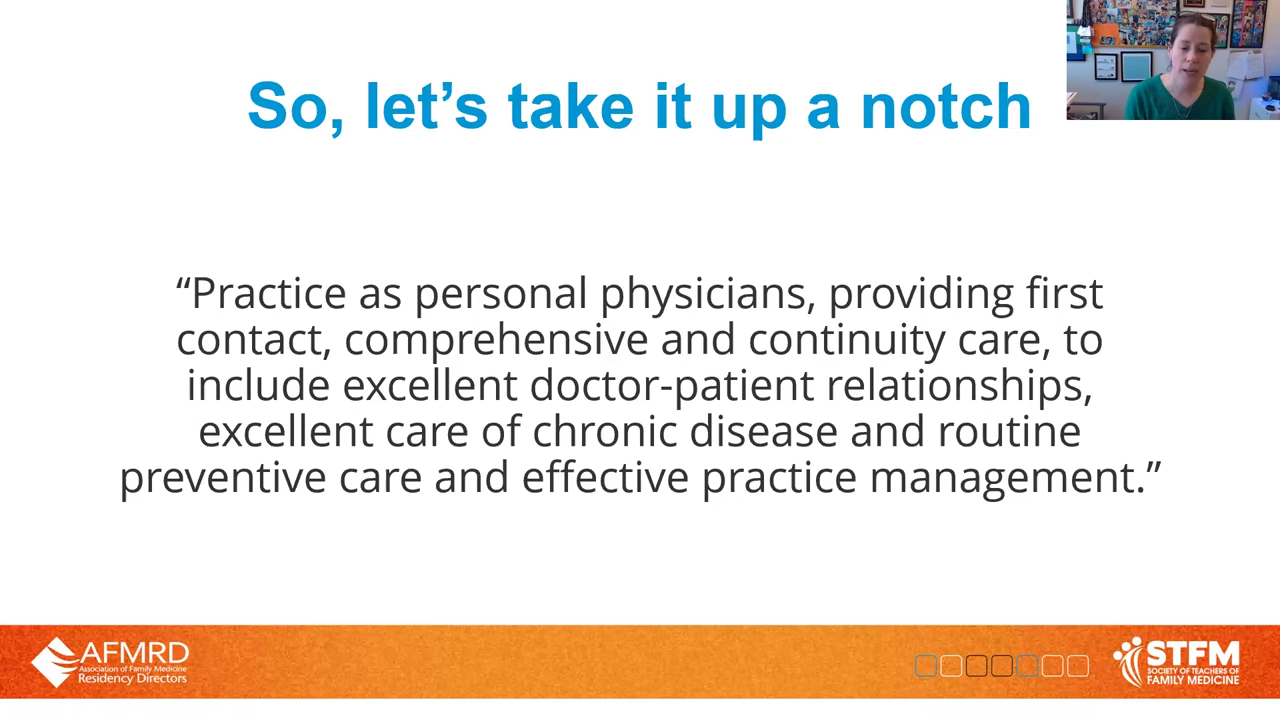 So, let’s take it up a notch
“Practice as personal physicians, providing first
contact, comprehensive and continuity care, to
include excellent doctor-patient relationships,
excellent care of chronic disease and routine
preventive care and effective practice management.”
AFMRD
Association of Family Medicine
Residency Directors
STFM
SOCIETY OF TEACHERS OF
FAMILY MEDICINE